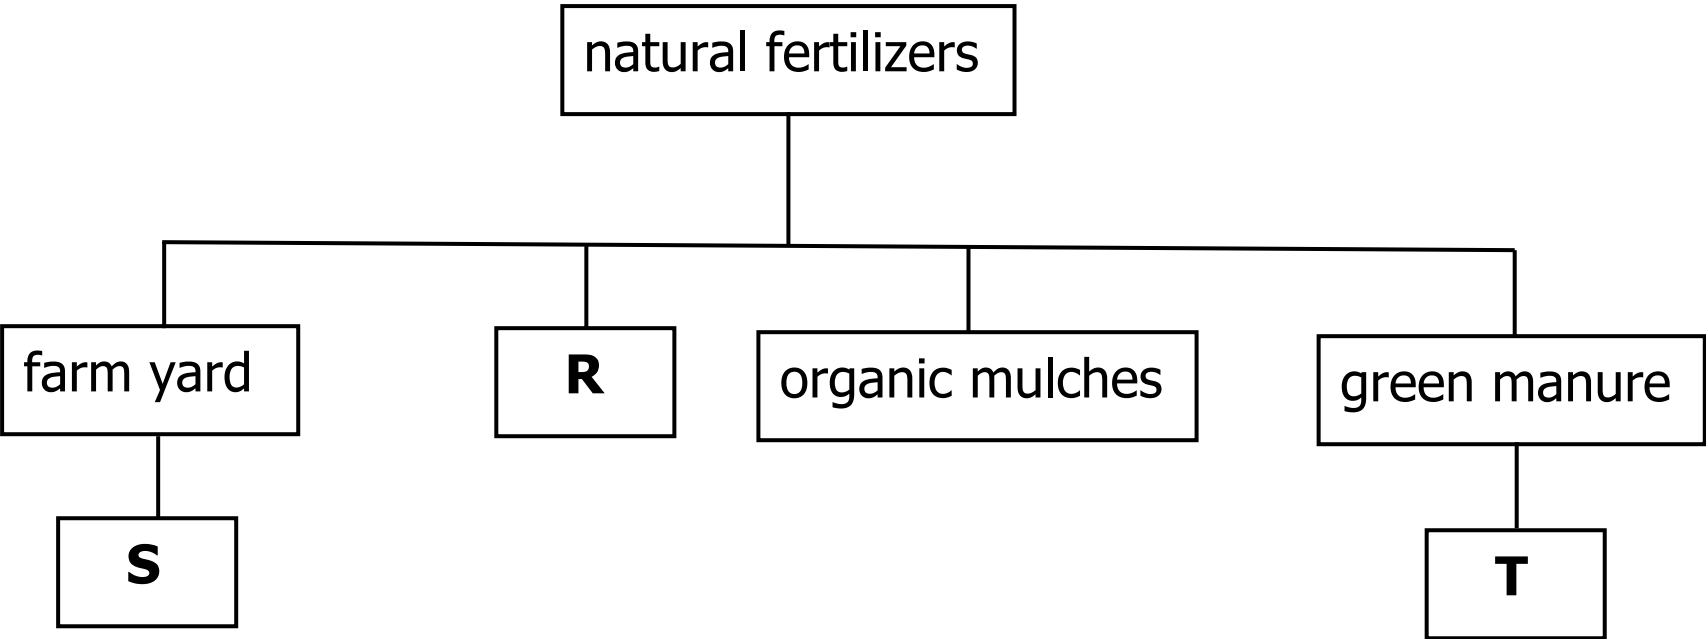 natural fertilizers
farm yard
R
organic mulches
green manure
S
T